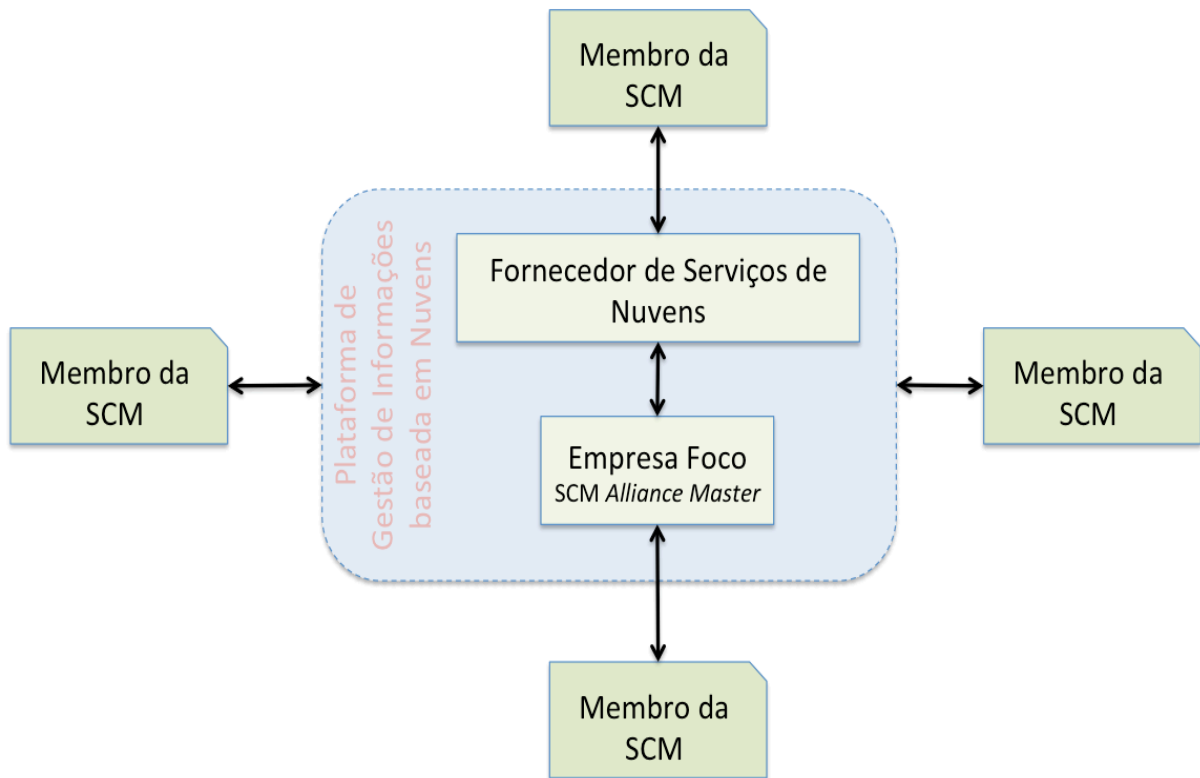 Membro da
SCM
Plataforma de
Gestão de Informações
baseada em Nuvens
Fornecedor de Serviços de
Nuvens
Membro da
SCM
Membro da
SCM
Empresa Foco
SCM Alliance Master
Membro da
SCM